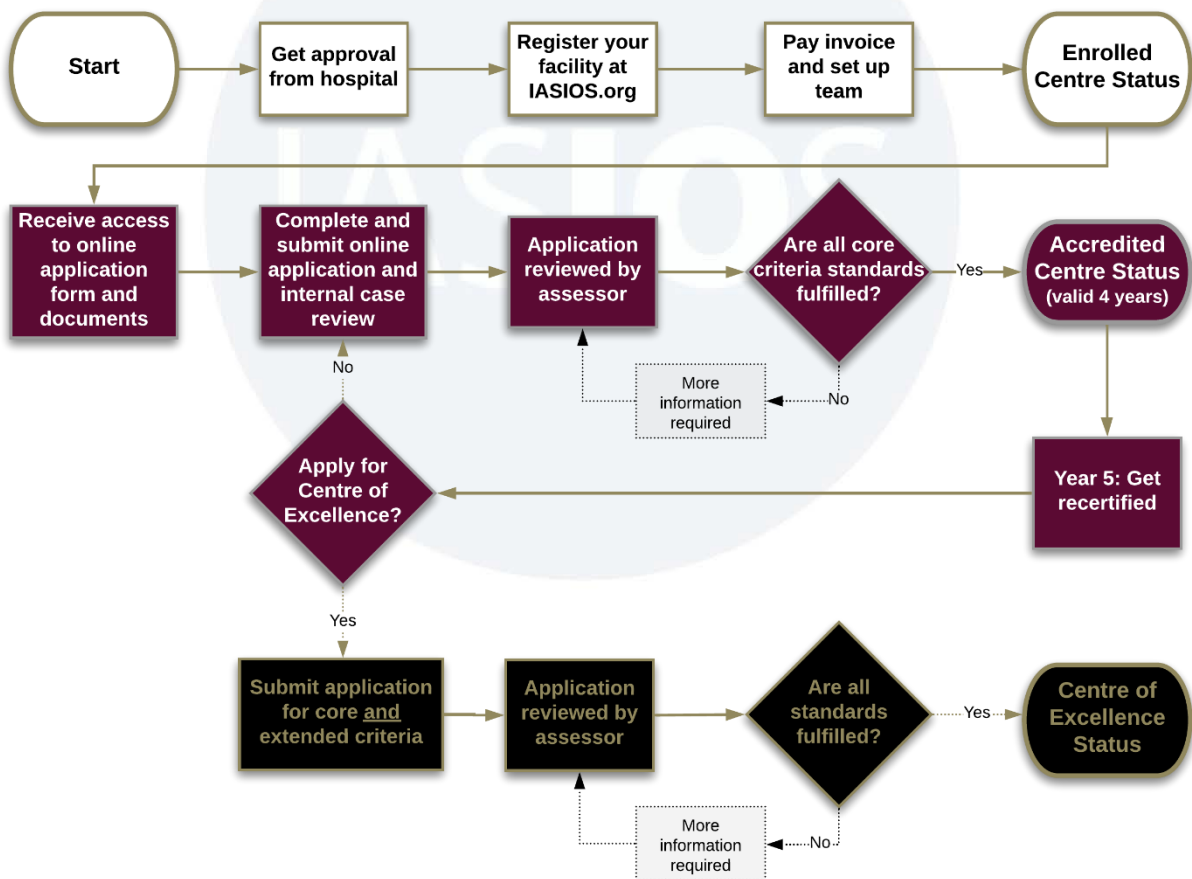 Start
Get approval
from hospital
Register your
facility at
IASIOS.org
Pay invoice
and set up
team
Enrolled
Centre Status
IASIOS
Receive access
to online
application
form and
documents
Complete and
submit online
application and
internal case
review
Application
reviewed by
assessor
Are all core
criteria standards
fulfilled?
Yes
Accredited
Centre Status
(valid 4 years)
No
More
information
required
No
Apply for
Centre of
Excellence?
Year 5: Get
recertified
Yes
Submit application
for core and
extended criteria
Application
reviewed by
assessor
Are all
standards
fulfilled?
Yes
Centre of
Excellence
Status
No
More
information
required